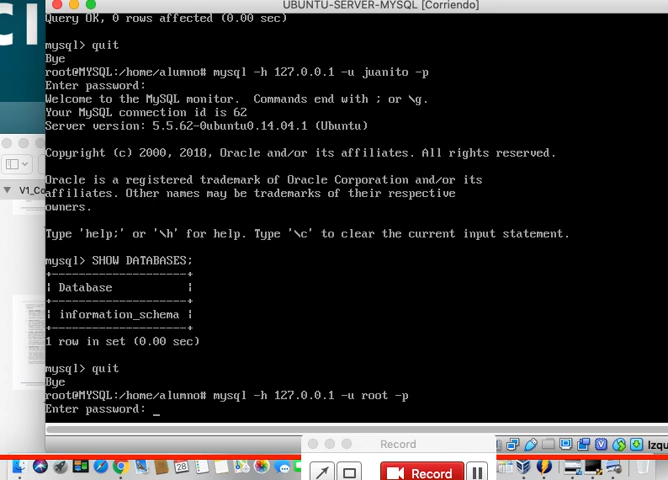 UBUNTU-SERVER-MYSQL [Corriendo]
Query OK, 0 rows affected (0.00 sec)
mysql> quit
Bye
root@MYSQL:/home/alumno# mysql -h 127.0.0.1 -u juanito -p
Enter password:
Welcome to the MySQL monitor.  Commands end with ; or \g.
Your MySQL connection id is 62
Server version: 5.5.62-0ubuntu0.14.04.1 (Ubuntu)
Copyright (c) 2000, 2018, Oracle and/or its affiliates. All rights reserved.
Oracle is a registered trademark of Oracle Corporation and/or its
affiliates. Other names may be trademarks of their respective
owners.
Type 'help;' or '\h' for help. Type '\c' to clear the current input statement.
mysql> SHOW DATABASES;
+--------------------+
| Database           |
+--------------------+
| information_schema |
+--------------------+
1 row in set (0.00 sec)
mysql> quit
Bye
root@MYSQL:/home/alumno# mysql -h 127.0.0.1 -u root -p
Enter password: _
CI
V1_Co
Izqu
Record
Record
28